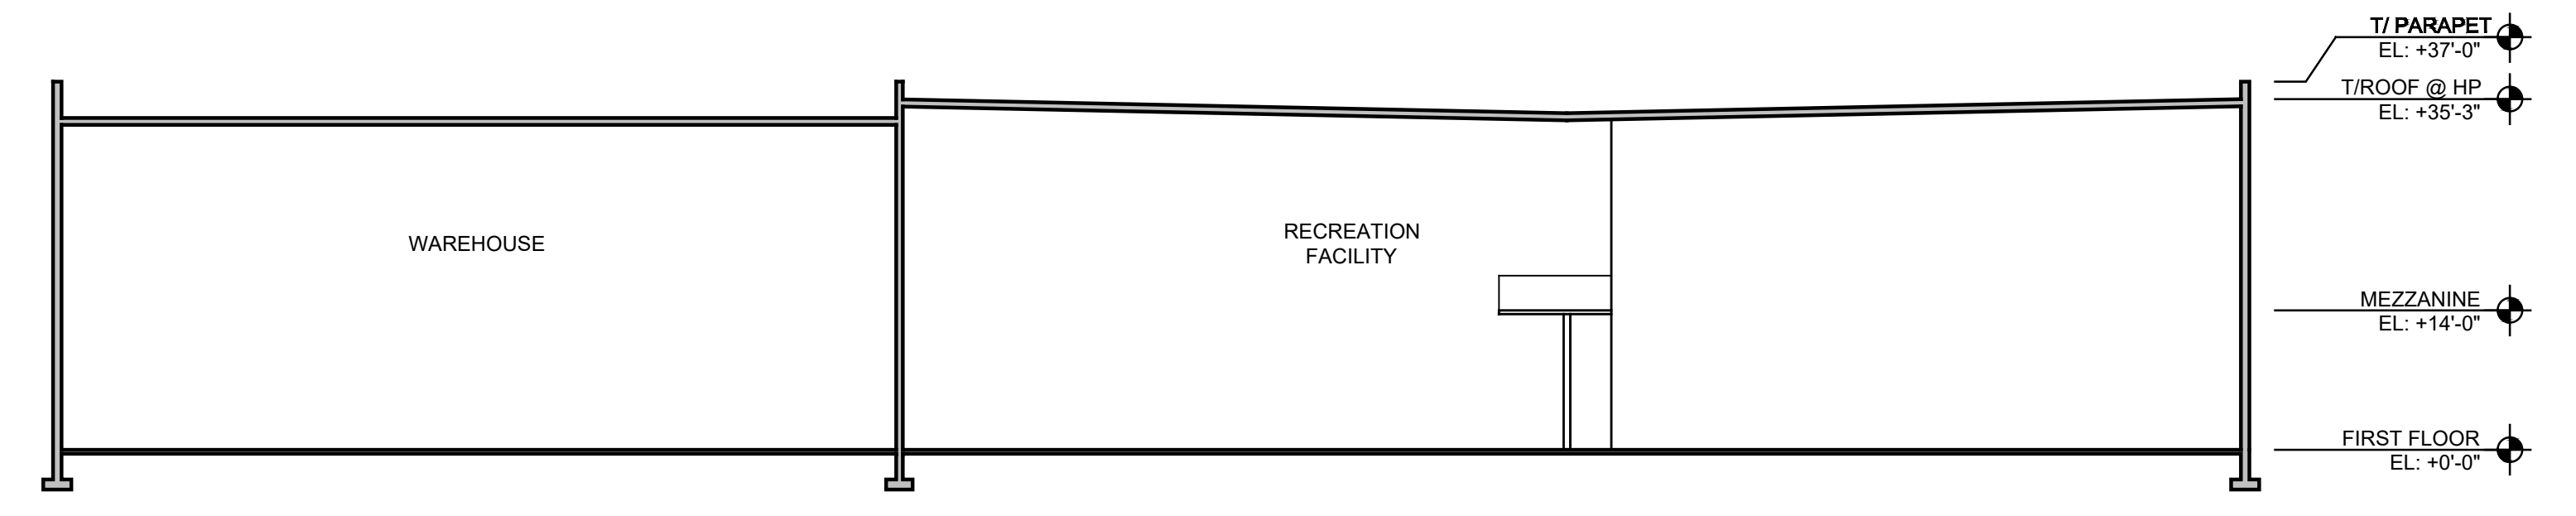 T/ PARAPET
EL: +37'-0"
T/ROOF @ HP
EL: +35'-3"
WAREHOUSE
RECREATION
FACILITY
MEZZANINE
EL: +14'-0"
FIRST FLOOR
EL: +0'-0"